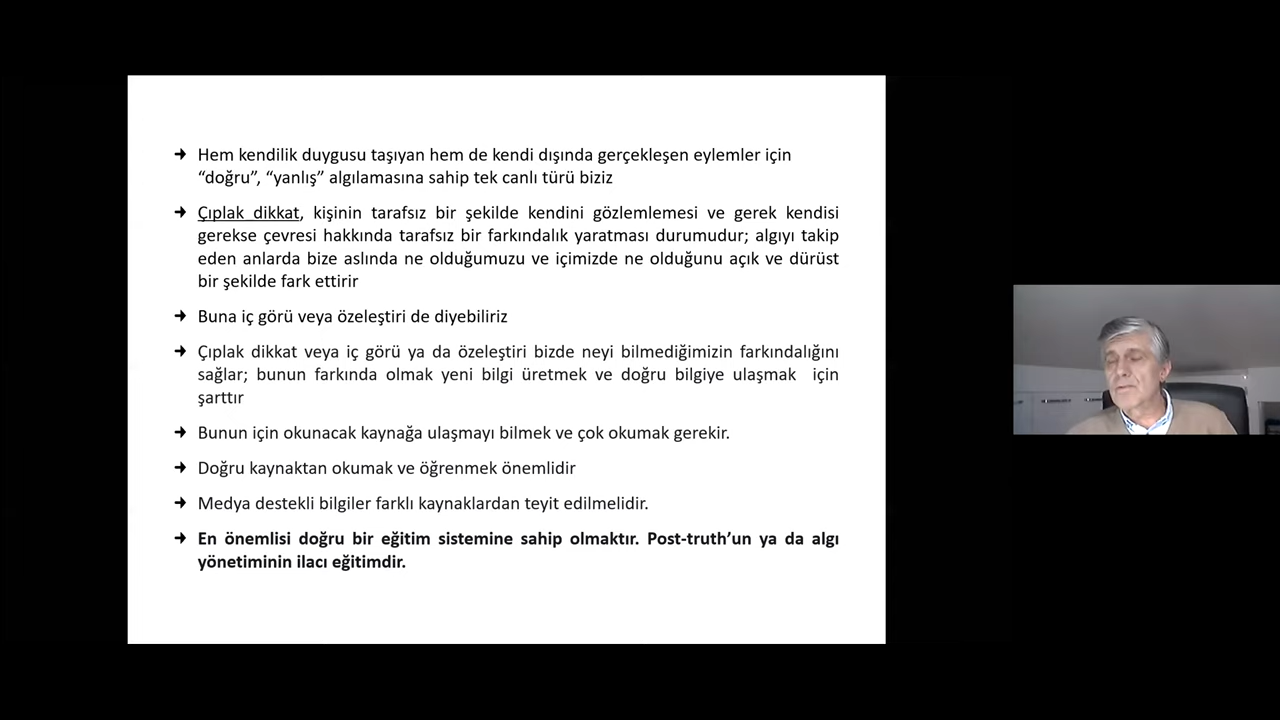 ➔ Hem kendilik duygusu taşıyan hem de kendi dışında gerçekleşen eylemler için
“doğru”, “yanlış” algılamasına sahip tek canlı türü biziz
➔ Çıplak dikkat, kişinin tarafsız bir şekilde kendini gözlemlemesi ve gerek kendisi
gerekse çevresi hakkında tarafsız bir farkındalık yaratması durumudur; algıyı takip
eden anlarda bize aslında ne olduğumuzu ve içimizde ne olduğunu açık ve dürüst
bir şekilde fark ettirir
➔ Buna iç görü veya özeleştiri de diyebiliriz
➔ Çıplak dikkat veya iç görü ya da özeleştiri bizde neyi bilmediğimizin farkındalığını
sağlar; bunun farkında olmak yeni bilgi üretmek ve doğru bilgiye ulaşmak için
şarttır
➔ Bunun için okunacak kaynağa ulaşmayı bilmek ve çok okumak gerekir.
➔ Doğru kaynaktan okumak ve öğrenmek önemlidir
➔ Medya destekli bilgiler farklı kaynaklardan teyit edilmelidir.
➔ En önemlisi doğru bir eğitim sistemine sahip olmaktır. Post-truth’un ya da algı
yönetiminin ilacı eğitimdir.